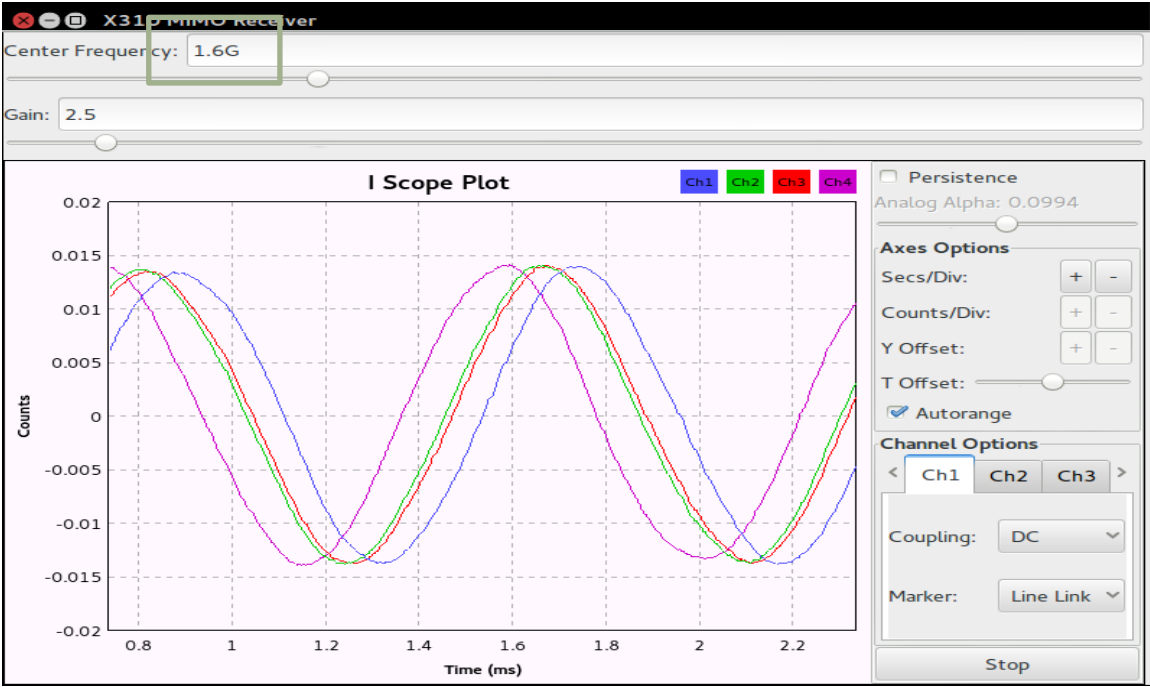 X310 MIMO Receiver
Center Frequency: 1.6G
Gain: 2.5
I Scope Plot
Ch1 Ch2 Ch3 Ch4
0.02
0.015
0.01
0.005
0
-0.005
-0.01
-0.015
-0.02
Counts
0.8 1 1.2 1.4 1.6 1.8 2 2.2
Time (ms)
Persistence
Analog Alpha: 0.0994
Axes Options
Secs/Div: + -
Counts/Div: + -
Y Offset: + -
T Offset:
Autorange
Channel Options
< Ch1 Ch2 Ch3 >
Coupling: DC
Marker: Line Link
Stop